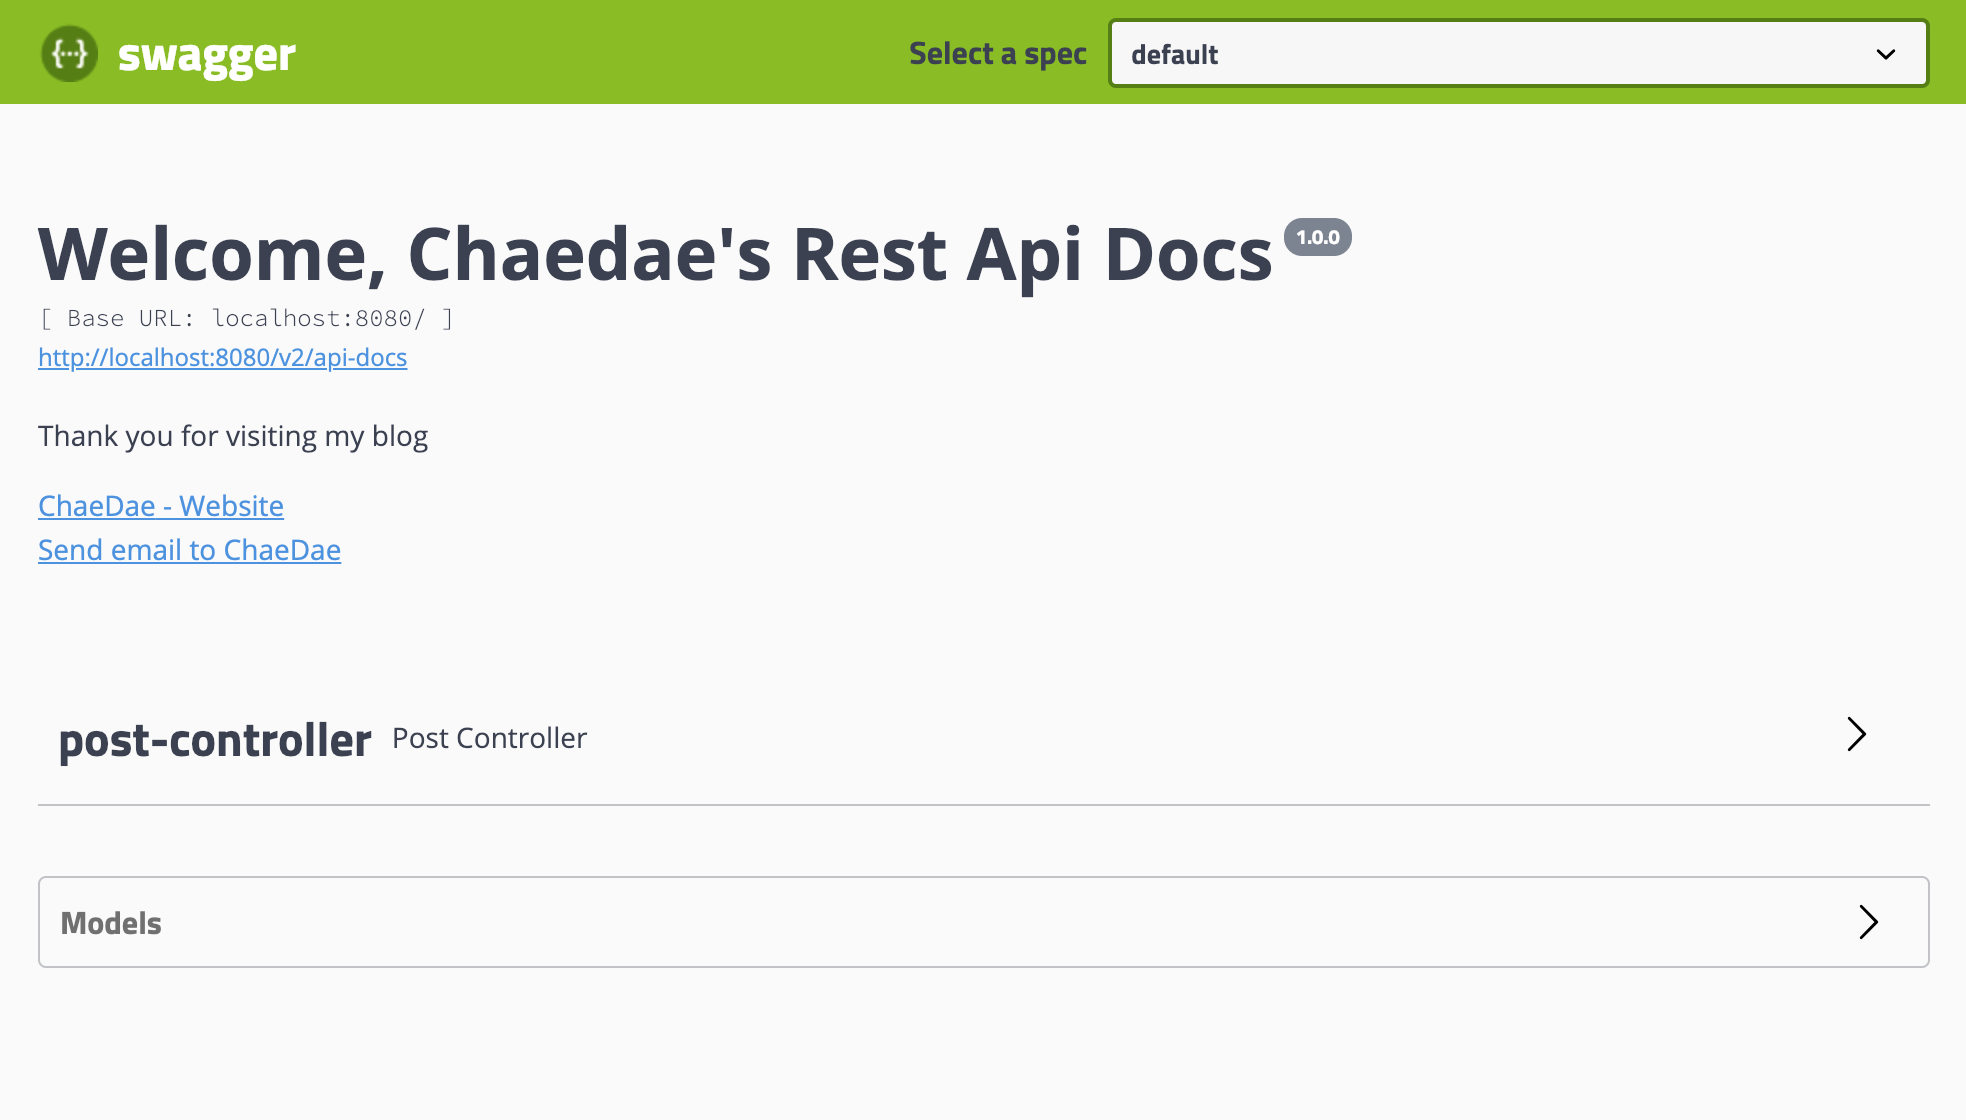 {···} swagger
Select a spec
default
Welcome, Chaedae's Rest Api Docs 1.0.0
[ Base URL: localhost:8080/ ]
http://localhost:8080/v2/api-docs
Thank you for visiting my blog
ChaeDae - Website
Send email to ChaeDae
post-controller Post Controller
Models